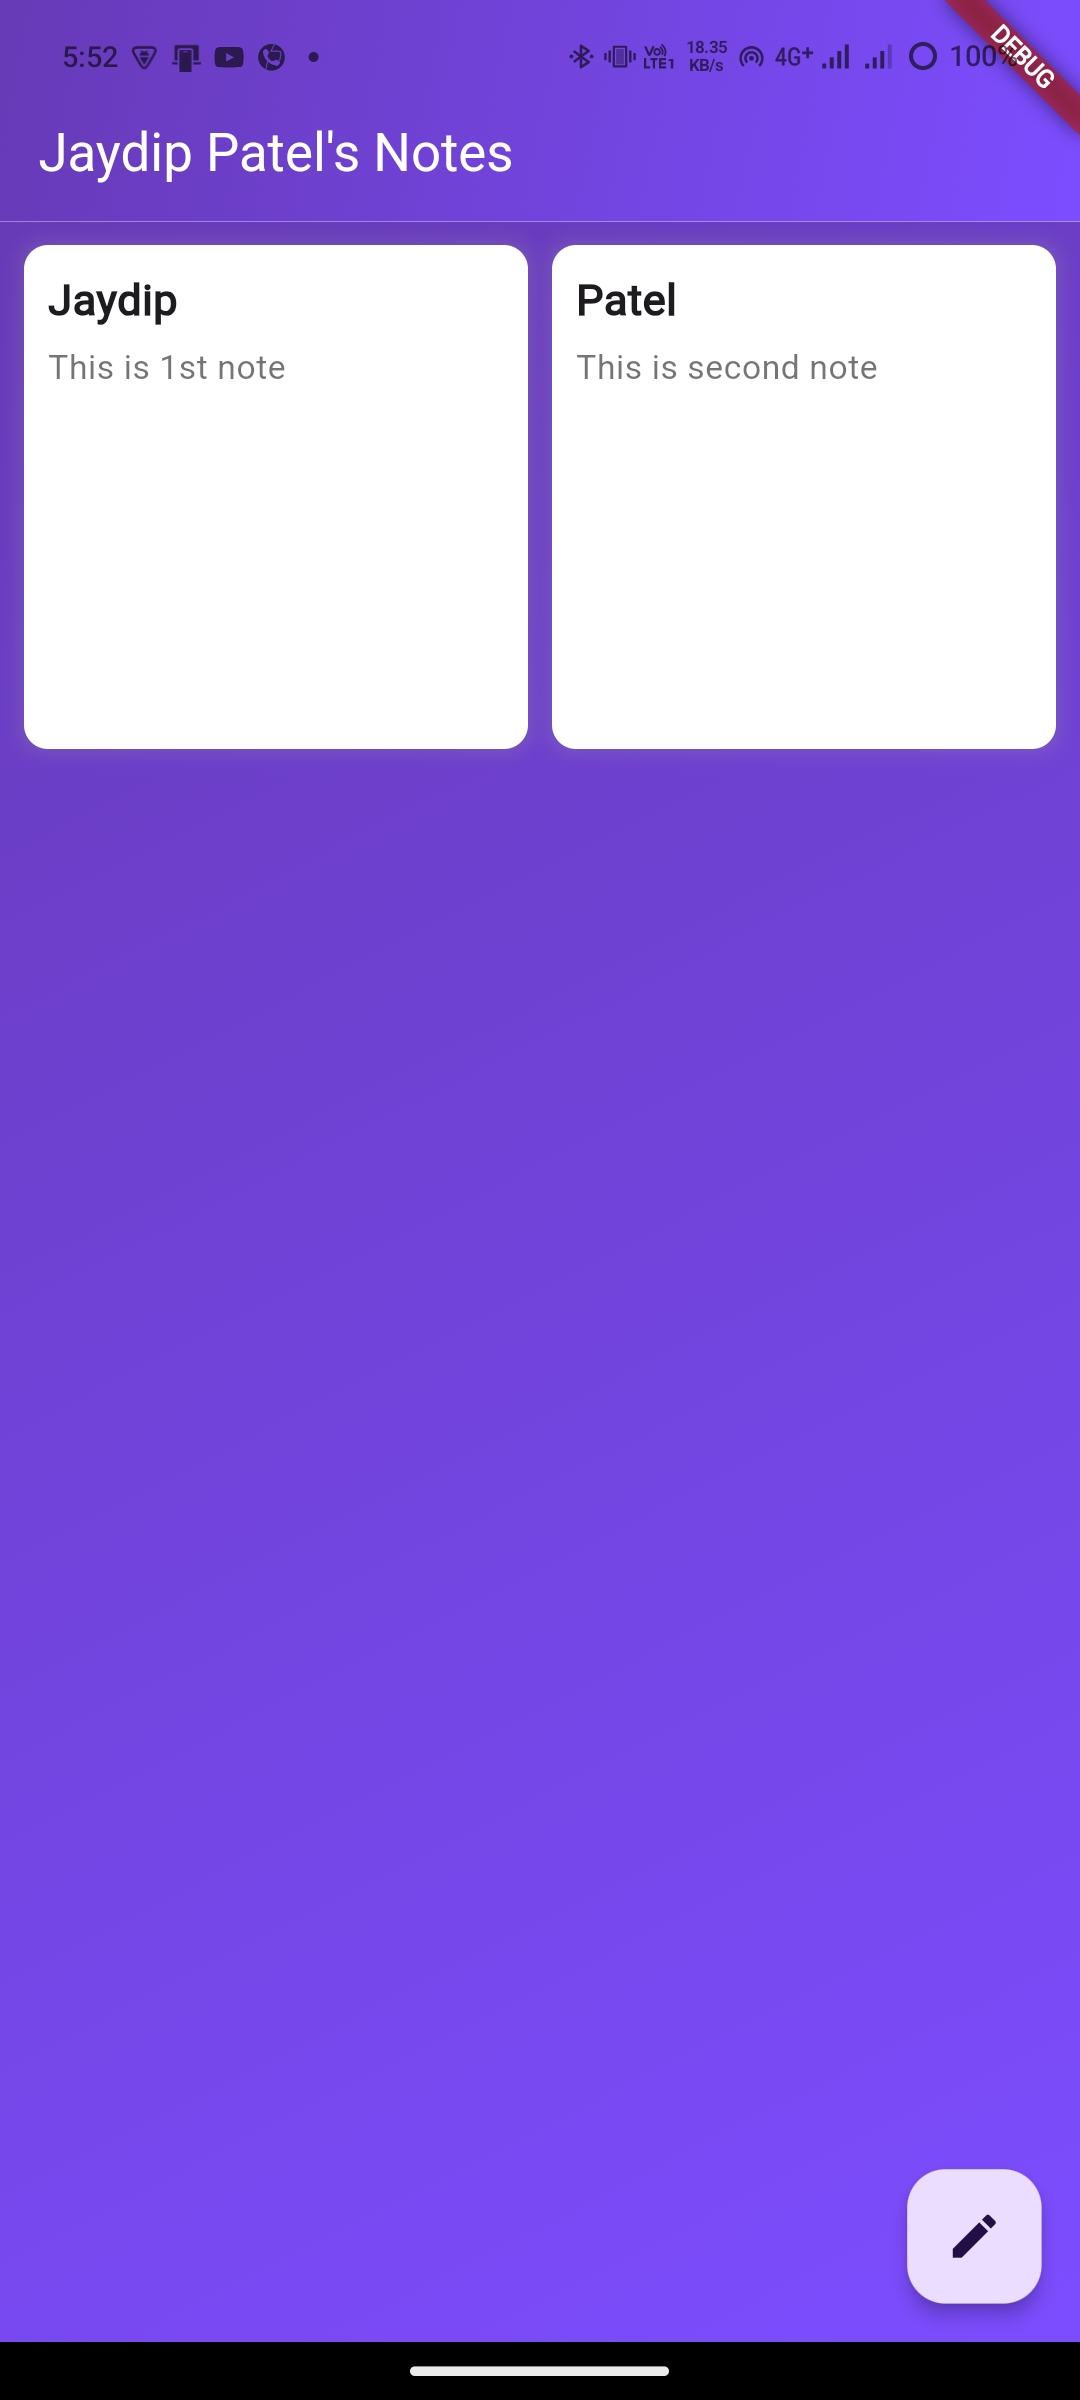 5:52
Vo)) LTE1
18.35 KB/s
4G+
100%
DEBUG
Jaydip Patel's Notes
Jaydip
This is 1st note
Patel
This is second note